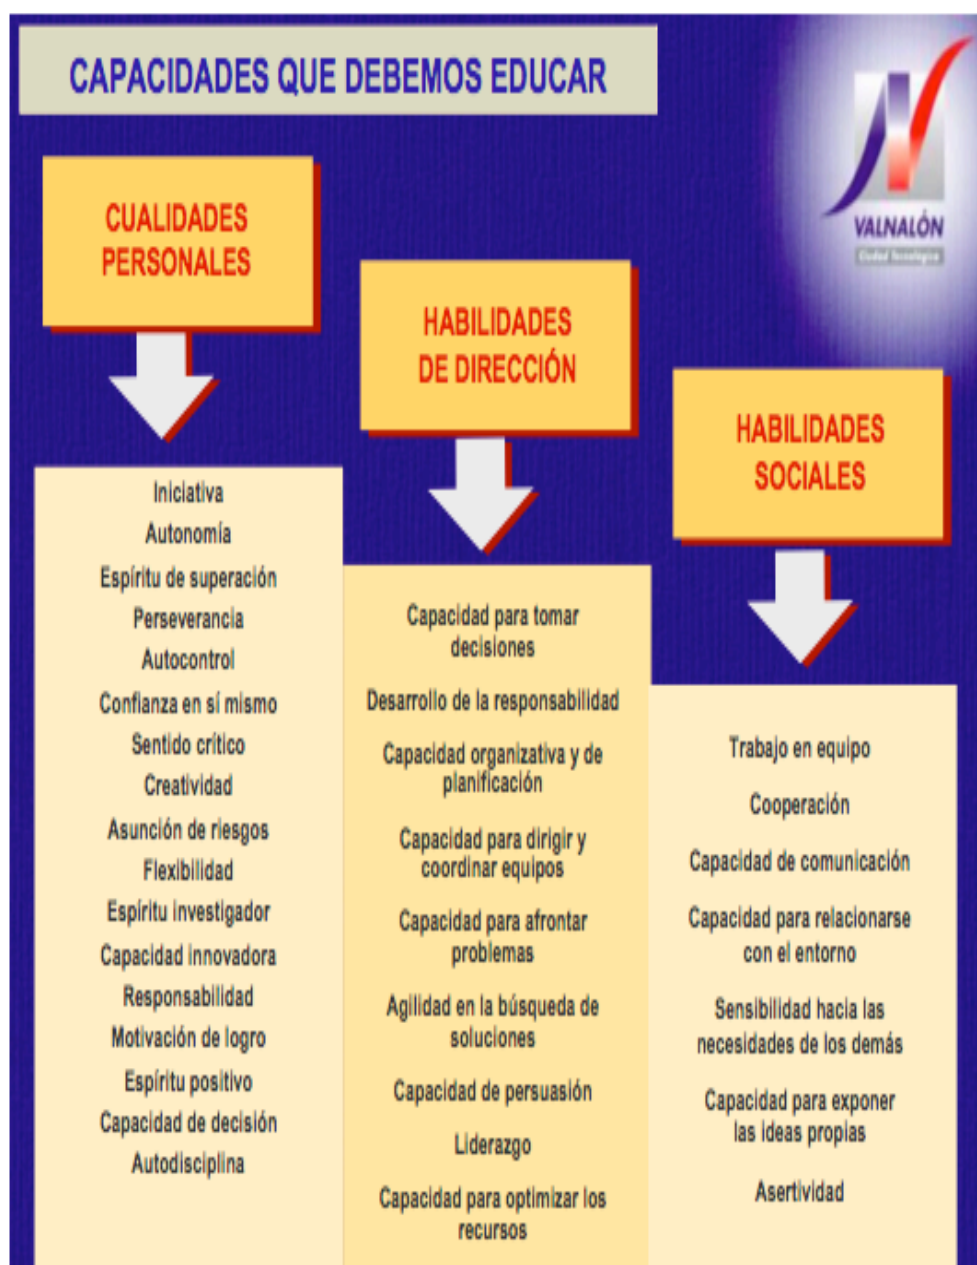 CAPACIDADES QUE DEBEMOS EDUCAR
VALNALÓN
Ciudad Tecnológica
CUALIDADES
PERSONALES
Iniciativa
Autonomía
Espíritu de superación
Perseverancia
Autocontrol
Confianza en sí mismo
Sentido crítico
Creatividad
Asunción de riesgos
Flexibilidad
Espíritu investigador
Capacidad innovadora
Responsabilidad
Motivación de logro
Espíritu positivo
Capacidad de decisión
Autodisciplina
HABILIDADES
DE DIRECCIÓN
Capacidad para tomar
decisiones
Desarrollo de la responsabilidad
Capacidad organizativa y de
planificación
Capacidad para dirigir y
coordinar equipos
Capacidad para afrontar
problemas
Agilidad en la búsqueda de
soluciones
Capacidad de persuasión
Liderazgo
Capacidad para optimizar los
recursos
HABILIDADES
SOCIALES
Trabajo en equipo
Cooperación
Capacidad de comunicación
Capacidad para relacionarse
con el entorno
Sensibilidad hacia las
necesidades de los demás
Capacidad para exponer
las ideas propias
Asertividad